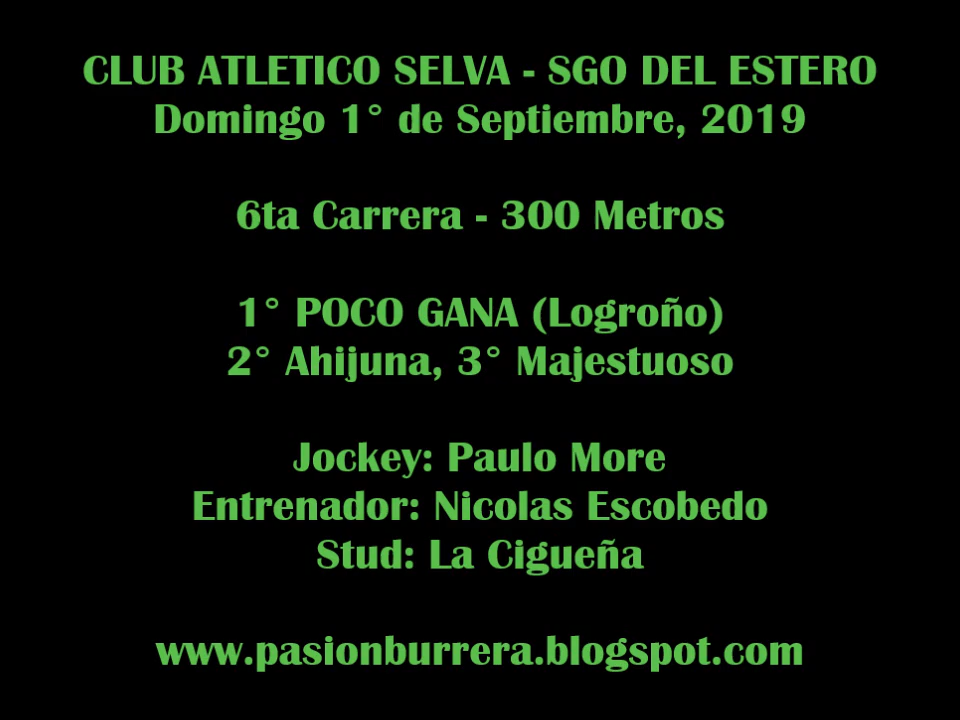 CLUB ATLETICO SELVA - SGO DEL ESTERO
Domingo 1° de Septiembre, 2019
6ta Carrera - 300 Metros
1° POCO GANA (Logroño)
2° Ahijuna, 3° Majestuoso
Jockey: Paulo More
Entrenador: Nicolas Escobedo
Stud: La Cigueña
www.pasionburrera.blogspot.com